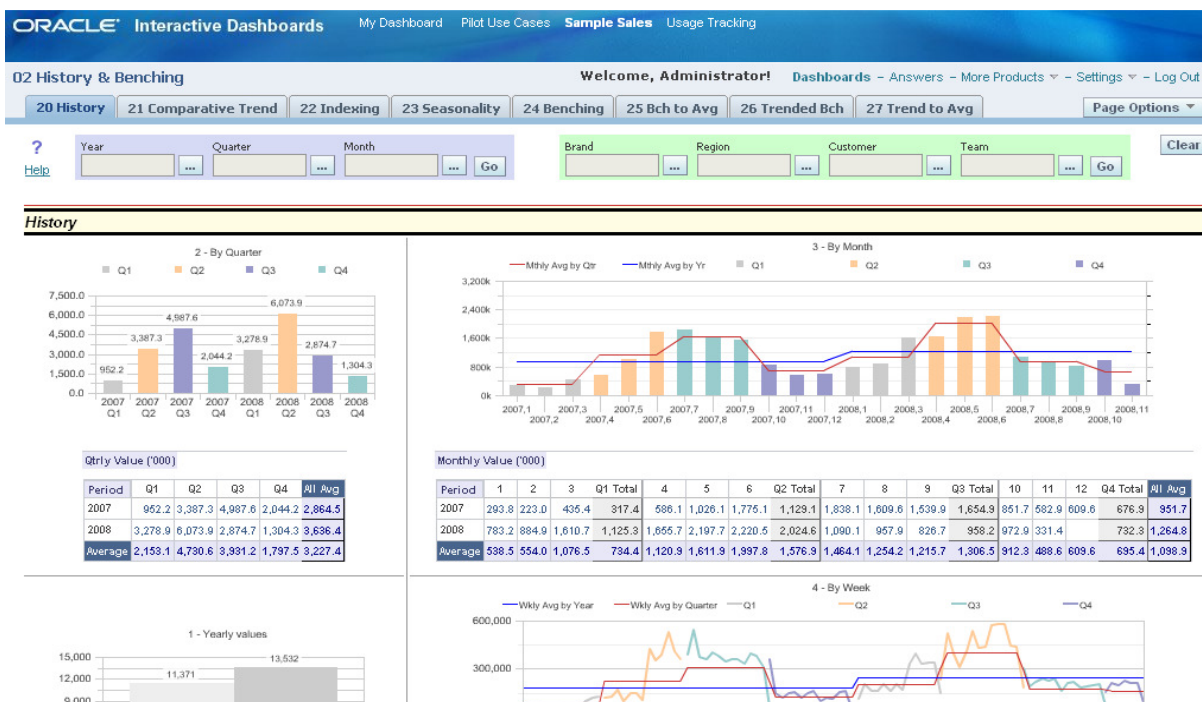 ORACLE Interactive Dashboards My Dashboard Pilot Use Cases Sample Sales Usage Tracking
02 History & Benching Welcome, Administrator! Dashboards – Answers – More Products – Settings – Log Out
20 History 21 Comparative Trend 22 Indexing 23 Seasonality 24 Benching 25 Bch to Avg 26 Trended Bch 27 Trend to Avg Page Options
? Year Quarter Month Brand Region Customer Team Clear
Help ... ... ... Go ... ... ... ... Go
History
2 - By Quarter
Q1 Q2 Q3 Q4
7,500.0
6,000.0
4,500.0
3,000.0
1,500.0
0.0
952.2 3,387.3 4,987.6 2,044.2 3,278.9 6,073.9 2,874.7 1,304.3
2007 2007 2007 2007 2008 2008 2008 2008
Q1 Q2 Q3 Q4 Q1 Q2 Q3 Q4
Qtrly Value ('000)
Period Q1 Q2 Q3 Q4 All Avg
2007 952.2 3,387.3 4,987.6 2,044.2 2,864.5
2008 3,278.9 6,073.9 2,874.7 1,304.3 3,636.4
Average 2,153.1 4,730.6 3,931.2 1,797.5 3,227.4
3 - By Month
Mthly Avg by Qtr Mthly Avg by Yr Q1 Q2 Q3 Q4
3,200k
2,400k
1,600k
800k
0k
2007,1 2007,3 2007,5 2007,7 2007,9 2007,11 2008,1 2008,3 2008,5 2008,7 2008,9 2008,11
2007,2 2007,4 2007,6 2007,8 2007,10 2007,12 2008,2 2008,4 2008,6 2008,8 2008,10
Monthly Value ('000)
Period 1 2 3 Q1 Total 4 5 6 Q2 Total 7 8 9 Q3 Total 10 11 12 Q4 Total All Avg
2007 293.8 223.0 435.4 317.4 586.1 1,026.1 1,775.1 1,129.1 1,838.1 1,609.6 1,539.9 1,654.9 851.7 582.9 609.6 676.9 951.7
2008 783.2 884.9 1,610.7 1,125.3 1,655.7 2,197.7 2,220.5 2,024.6 1,090.1 957.9 826.7 958.2 972.9 331.4 732.3 1,264.8
Average 538.5 554.0 1,076.5 734.4 1,120.9 1,611.9 1,997.8 1,576.9 1,464.1 1,254.2 1,215.7 1,306.5 912.3 488.6 609.6 695.4 1,098.9
1 - Yearly values
15,000
12,000
9,000
11,371 13,532
4 - By Week
Wkly Avg by Year Wkly Avg by Quarter Q1 Q2 Q3 Q4
600,000
300,000